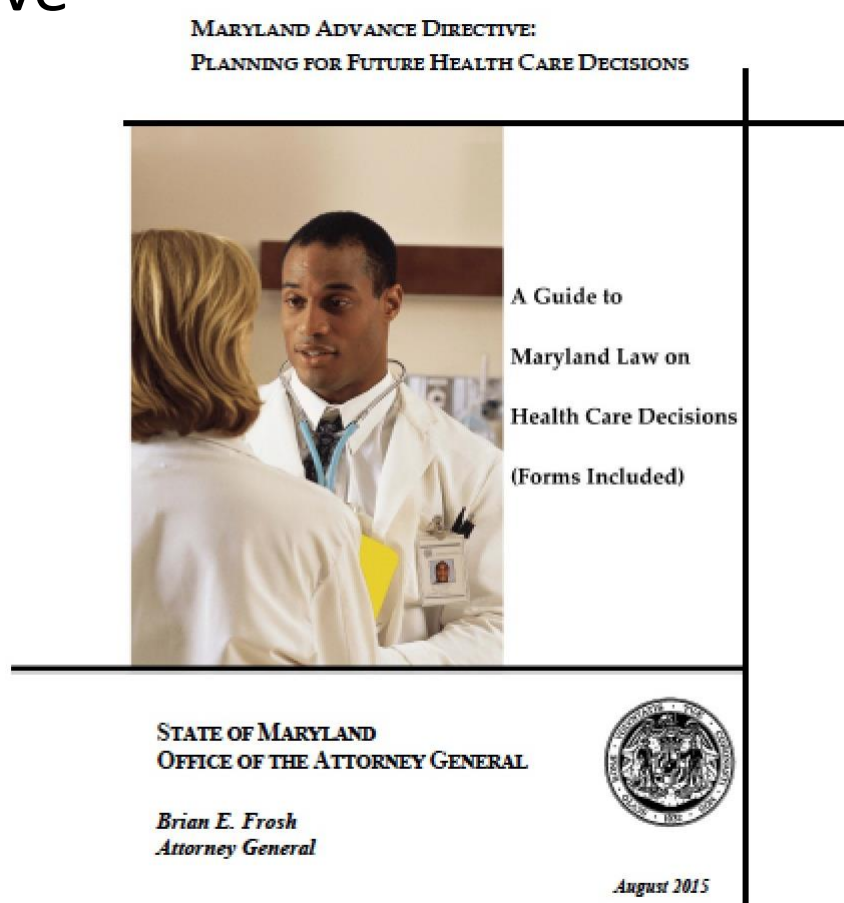 ve
MARYLAND ADVANCE DIRECTIVE:
PLANNING FOR FUTURE HEALTH CARE DECISIONS
A Guide to
Maryland Law on
Health Care Decisions
(Forms Included)
STATE OF MARYLAND
OFFICE OF THE ATTORNEY GENERAL
Brian E. Frosh
Attorney General
August 2015